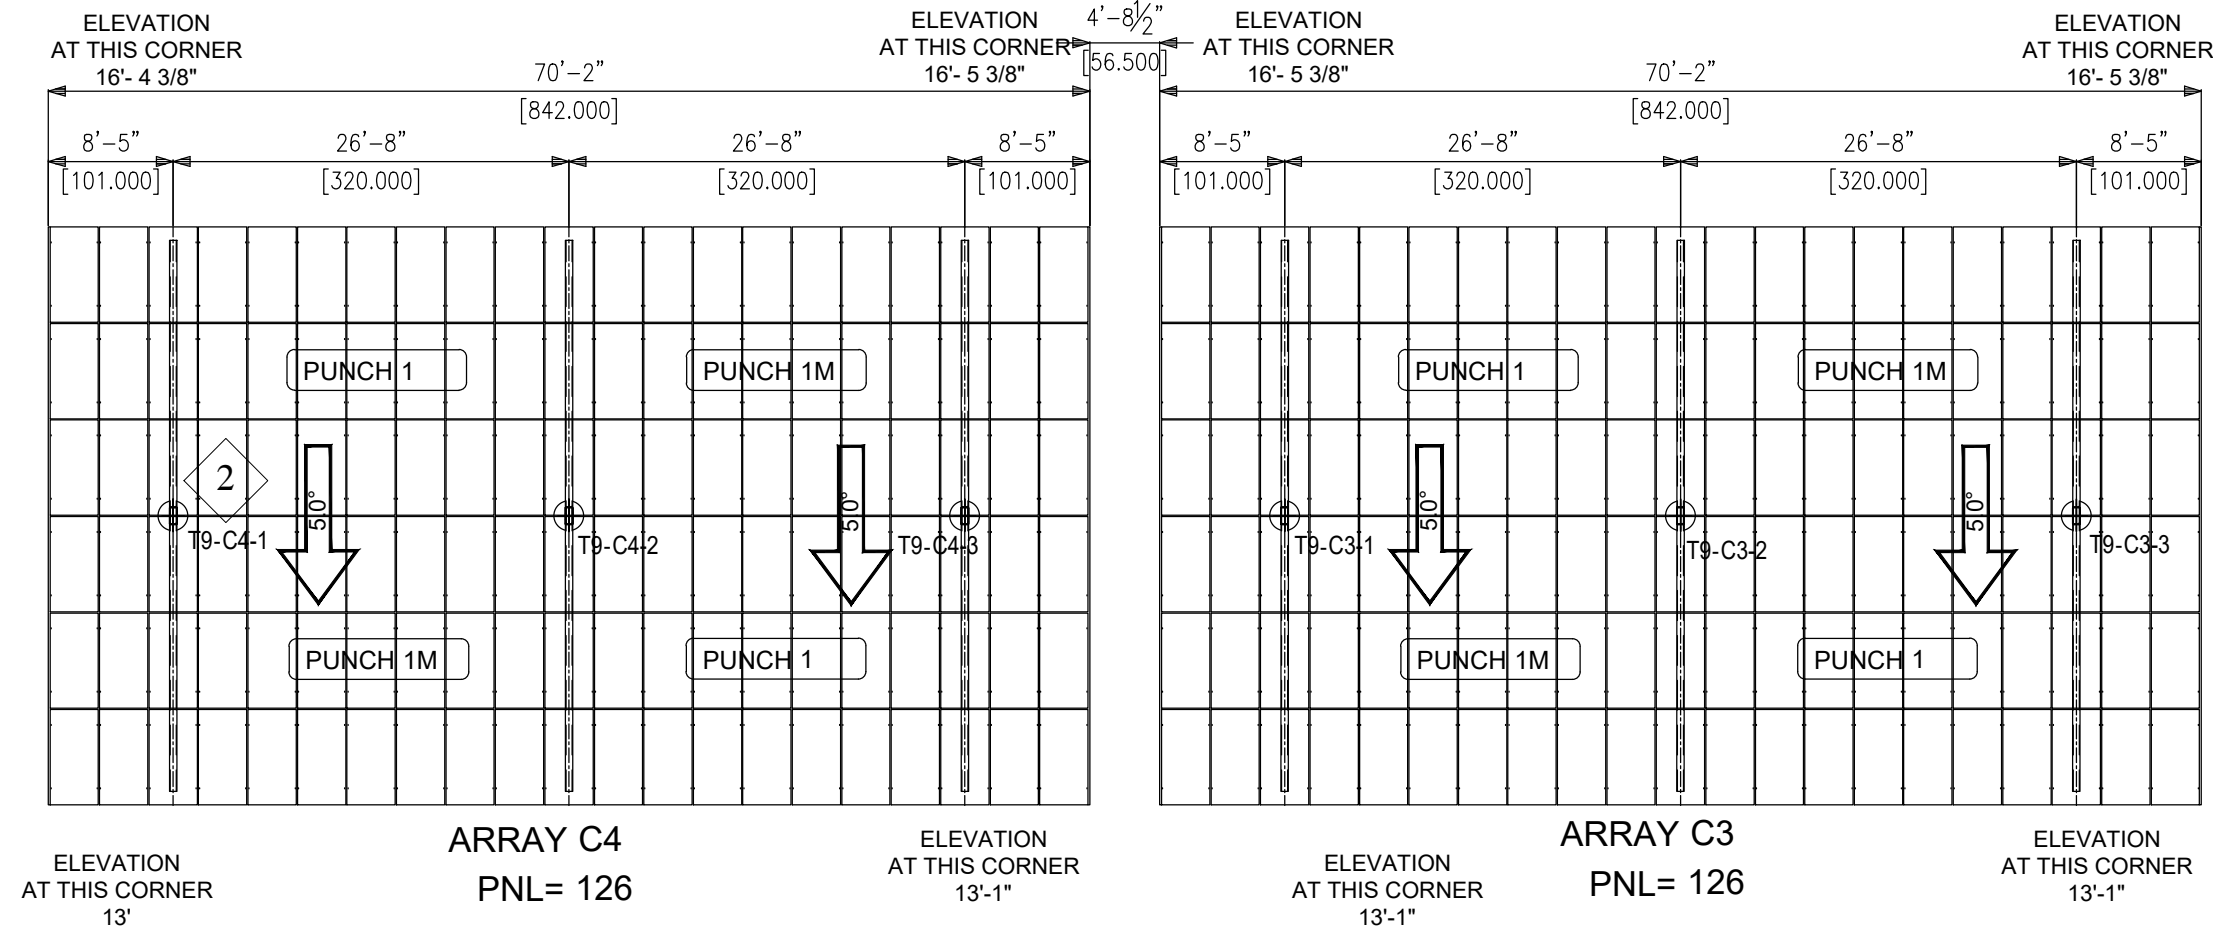 ELEVATION
AT THIS CORNER
16'- 4 3/8"
ELEVATION
AT THIS CORNER
16'- 5 3/8"
4'-8½"
[56.500]
ELEVATION
AT THIS CORNER
16'- 5 3/8"
ELEVATION
AT THIS CORNER
16'- 5 3/8"
70'-2"
[842.000]
70'-2"
[842.000]
8'-5"
[101.000]
26'-8"
[320.000]
26'-8"
[320.000]
8'-5"
[101.000]
8'-5"
[101.000]
26'-8"
[320.000]
26'-8"
[320.000]
8'-5"
[101.000]
PUNCH 1
PUNCH 1M
PUNCH 1
PUNCH 1M
2
5.0°
5.0°
5.0°
5.0°
T9-C4-1
T9-C4-2
T9-C4-3
T9-C3-1
T9-C3-2
T9-C3-3
PUNCH 1M
PUNCH 1
PUNCH 1M
PUNCH 1
ELEVATION
AT THIS CORNER
13'
ARRAY C4
PNL= 126
ELEVATION
AT THIS CORNER
13'-1"
ELEVATION
AT THIS CORNER
13'-1"
ARRAY C3
PNL= 126
ELEVATION
AT THIS CORNER
13'-1"